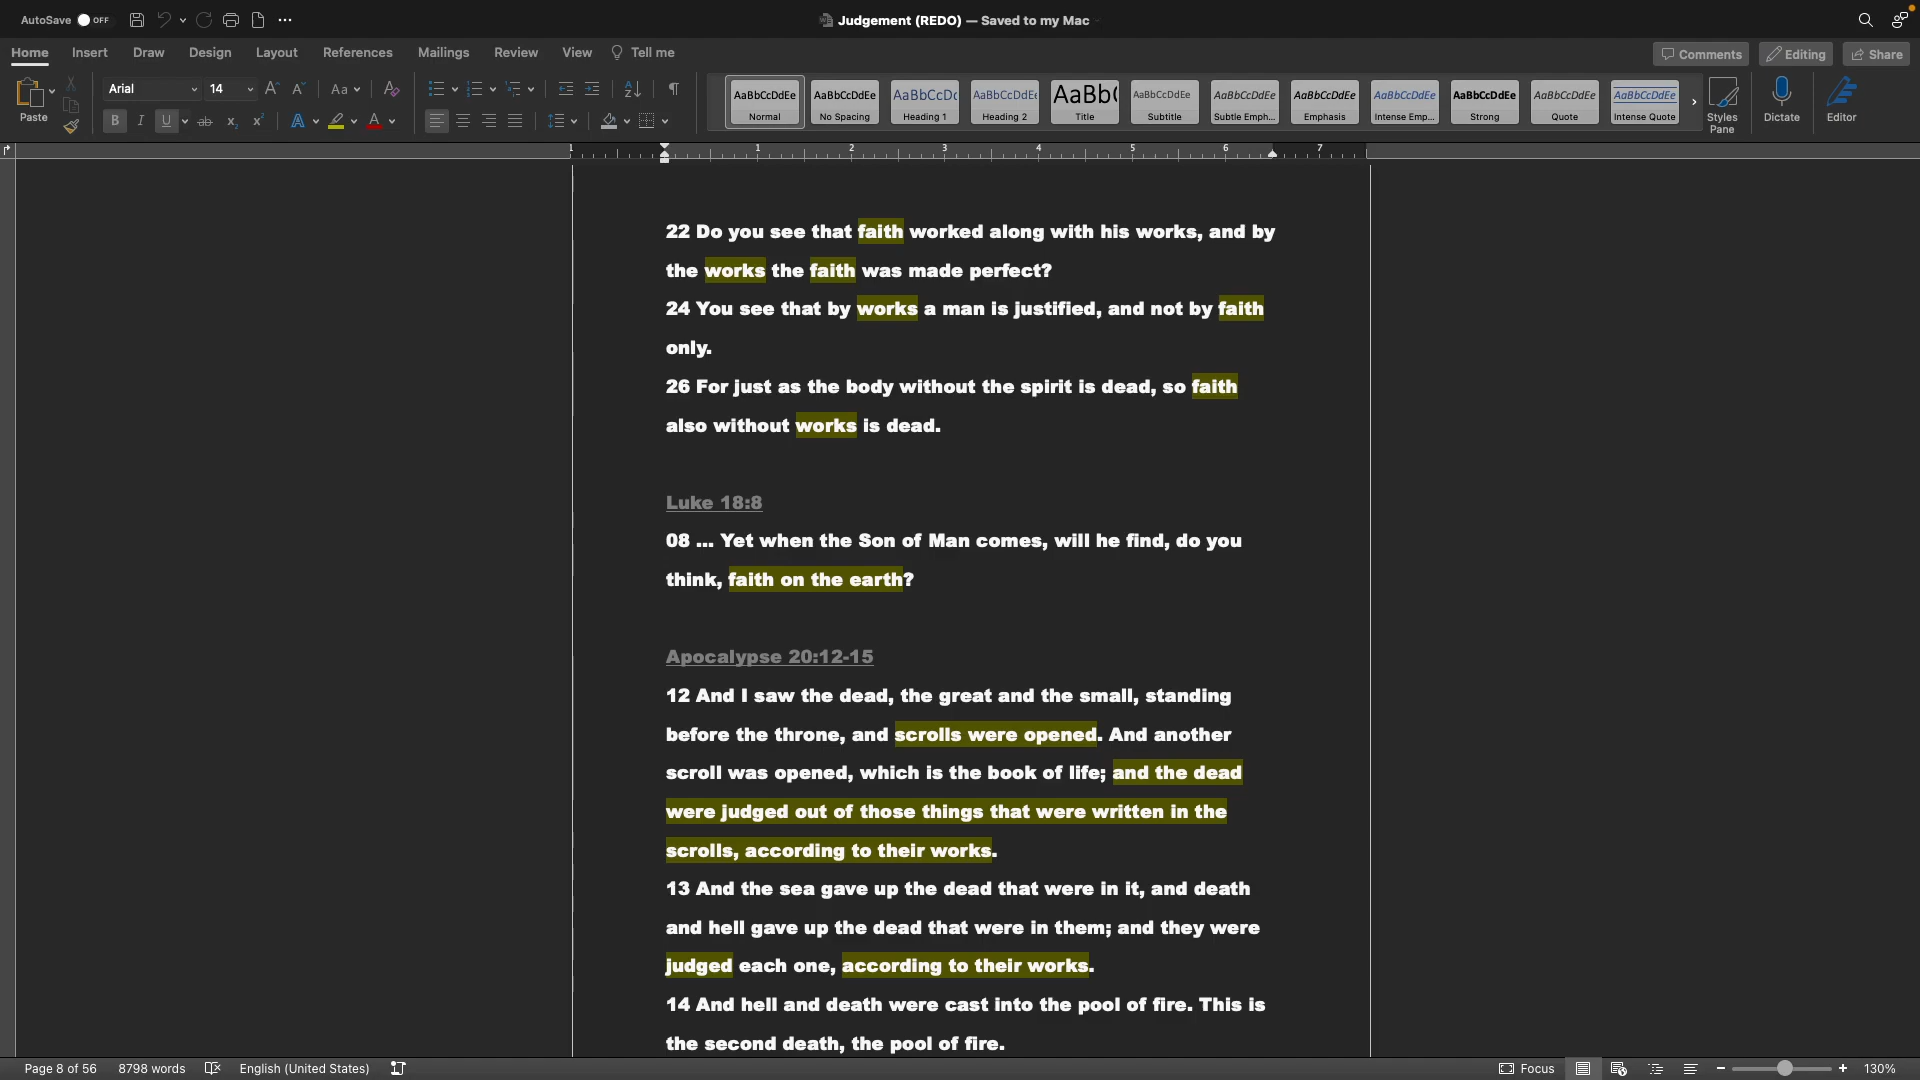 AutoSave OFF
Judgement (REDO) — Saved to my Mac
Home Insert Draw Design Layout References Mailings Review View Tell me
Comments Editing Share
Paste
Arial 14
Aa
B I U ab x₂ x² A A
AaBbCcDdEe AaBbCcDdEe AaBbCcDc AaBbCcDdEe AaBb( AaBbCcDdEe AaBbCcDdEe AaBbCcDdEe AaBbCcDdEe AaBbCcDdEe AaBbCcDdEe AaBbCcDdEe
Normal No Spacing Heading 1 Heading 2 Title Subtitle Subtle Emph... Emphasis Intense Emp... Strong Quote Intense Quote
Styles Pane
Dictate
Editor
1 1 2 3 4 5 6 7
22 Do you see that faith worked along with his works, and by
the works the faith was made perfect?
24 You see that by works a man is justified, and not by faith
only.
26 For just as the body without the spirit is dead, so faith
also without works is dead.
Luke 18:8
08 ... Yet when the Son of Man comes, will he find, do you
think, faith on the earth?
Apocalypse 20:12-15
12 And I saw the dead, the great and the small, standing
before the throne, and scrolls were opened. And another
scroll was opened, which is the book of life; and the dead
were judged out of those things that were written in the
scrolls, according to their works.
13 And the sea gave up the dead that were in it, and death
and hell gave up the dead that were in them; and they were
judged each one, according to their works.
14 And hell and death were cast into the pool of fire. This is
the second death, the pool of fire.
Page 8 of 56 8798 words English (United States) Focus 130%